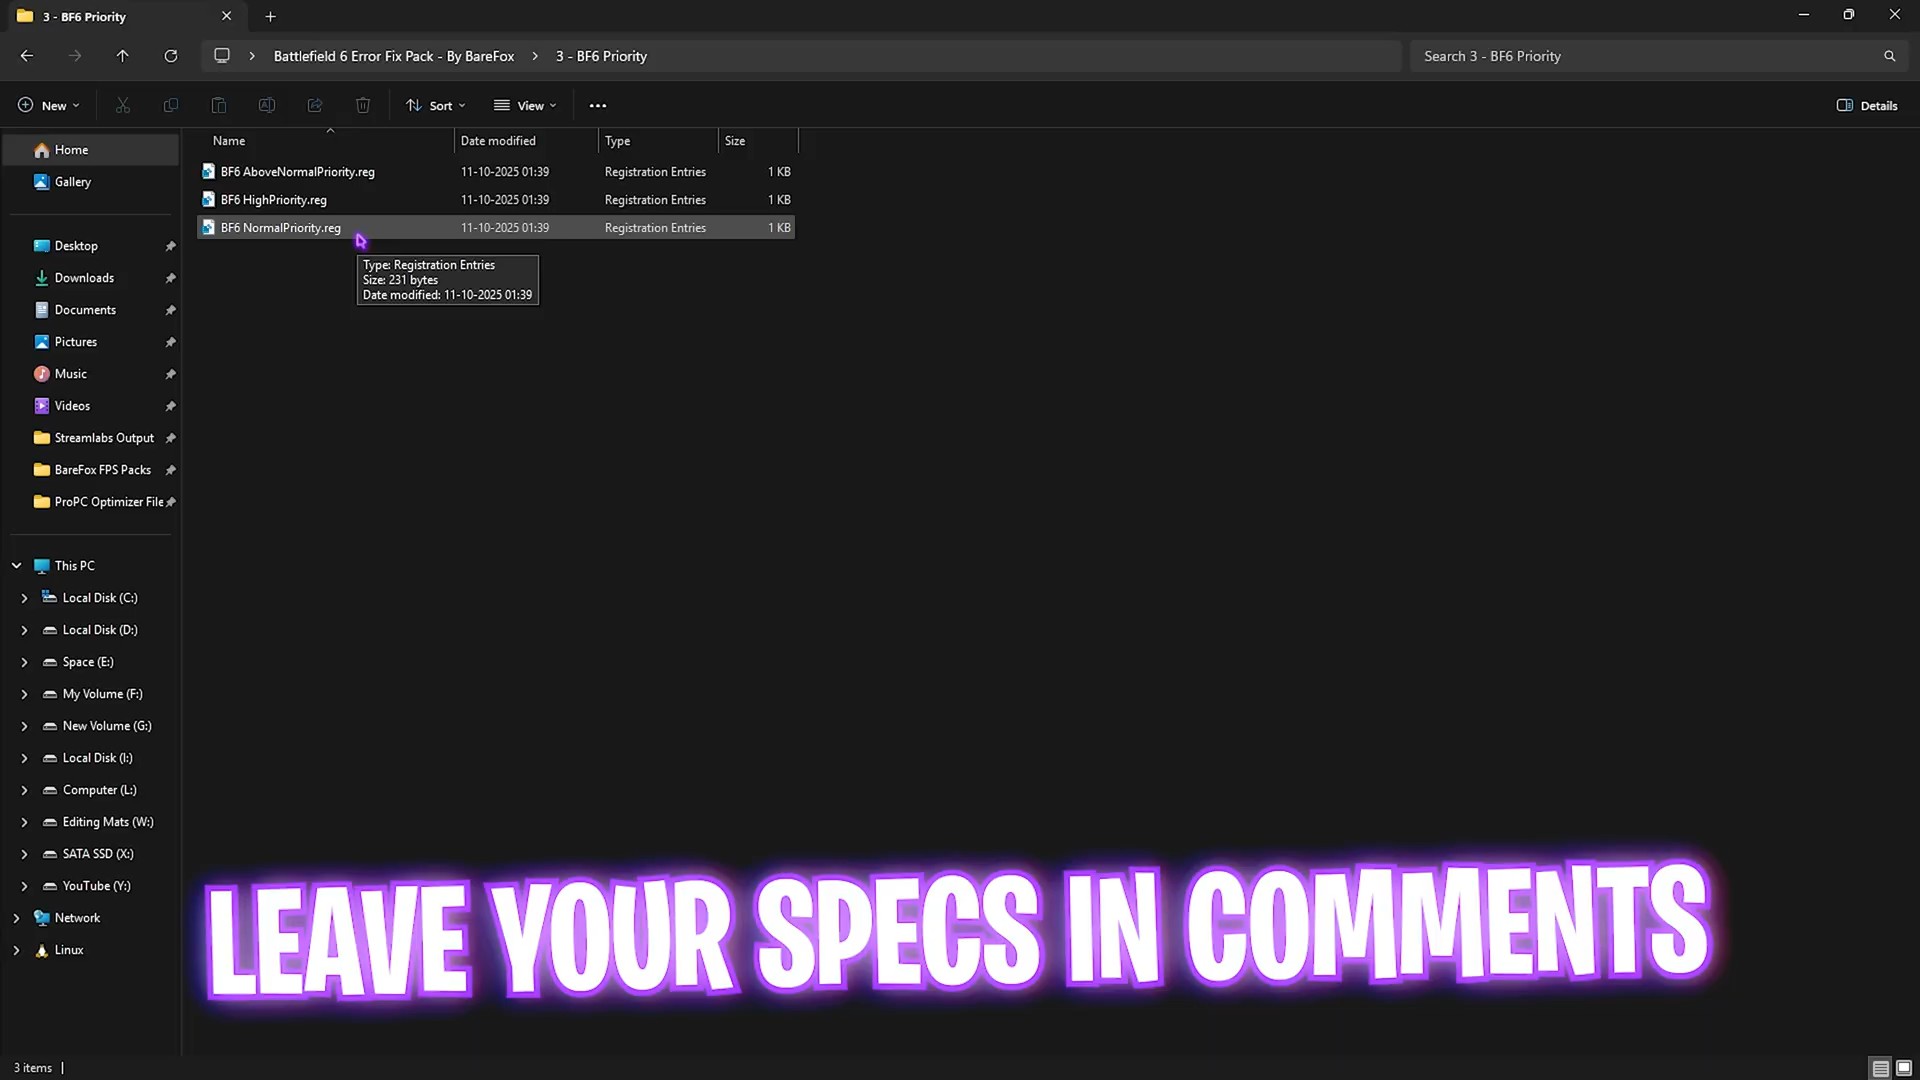 3 - BF6 Priority
Battlefield 6 Error Fix Pack - By BareFox > 3 - BF6 Priority
Search 3 - BF6 Priority
New
Sort
View
Details
Name Date modified Type Size
BF6 AboveNormalPriority.reg 11-10-2025 01:39 Registration Entries 1 KB
BF6 HighPriority.reg 11-10-2025 01:39 Registration Entries 1 KB
BF6 NormalPriority.reg 11-10-2025 01:39 Registration Entries 1 KB
Type: Registration Entries
Size: 231 bytes
Date modified: 11-10-2025 01:39
Home
Gallery
Desktop
Downloads
Documents
Pictures
Music
Videos
Streamlabs Output
BareFox FPS Packs
ProPC Optimizer File
This PC
Local Disk (C:)
Local Disk (D:)
Space (E:)
My Volume (F:)
New Volume (G:)
Local Disk (I:)
Computer (L:)
Editing Mats (W:)
SATA SSD (X:)
YouTube (Y:)
Network
Linux
LEAVE YOUR SPECS IN COMMENTS
3 items